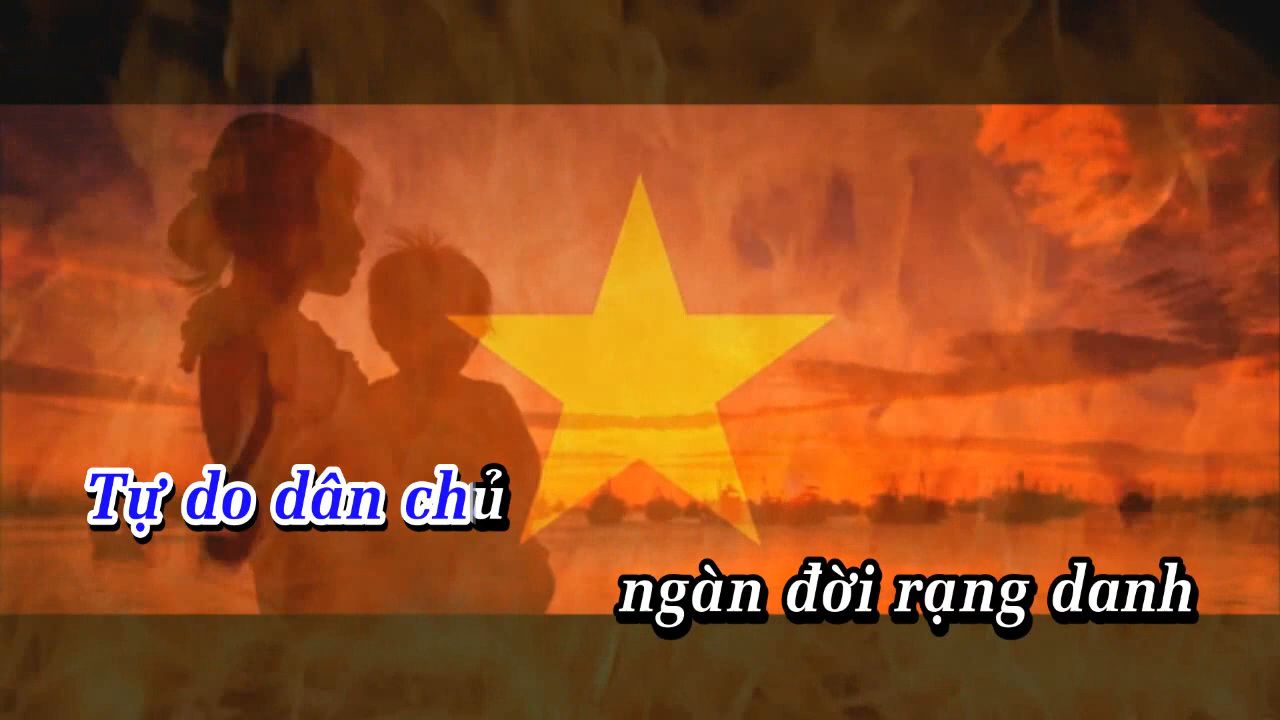 Tự do dân chủ
ngàn đời rạng danh